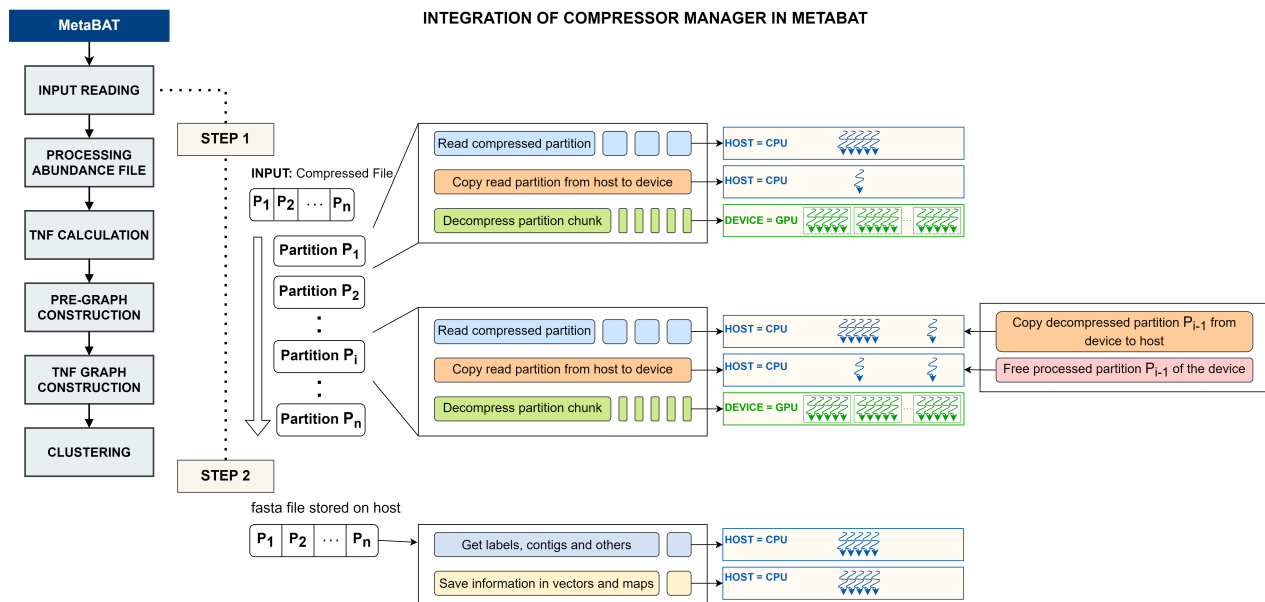 INTEGRATION OF COMPRESSOR MANAGER IN METABAT
MetaBAT
INPUT READING
PROCESSING
ABUNDANCE FILE
TNF CALCULATION
PRE-GRAPH
CONSTRUCTION
TNF GRAPH
CONSTRUCTION
CLUSTERING
STEP 1
INPUT: Compressed File
P1 P2 ... Pn
Partition P1
Partition P2
Partition Pi
Partition Pn
Read compressed partition
HOST = CPU
Copy read partition from host to device
HOST = CPU
Decompress partition chunk
DEVICE = GPU
...
Read compressed partition
HOST = CPU
Copy read partition from host to device
HOST = CPU
Decompress partition chunk
DEVICE = GPU
...
Copy decompressed partition Pi-1 from
device to host
Free processed partition Pi-1 of the device
STEP 2
fasta file stored on host
P1 P2 ... Pn
Get labels, contigs and others
HOST = CPU
Save information in vectors and maps
HOST = CPU